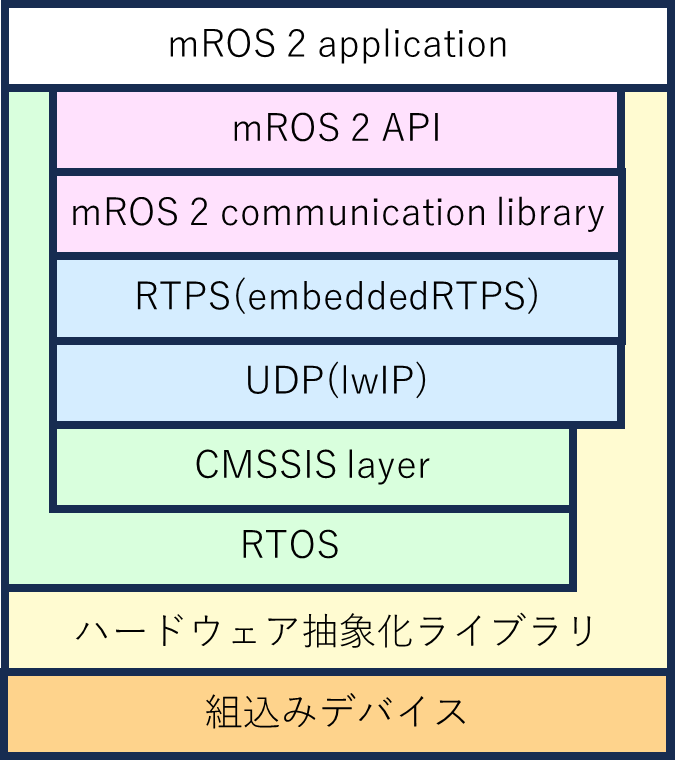 mROS 2 application
mROS 2 API
mROS 2 communication library
RTPS(embeddedRTPS)
UDP(lwIP)
CMSSIS layer
RTOS
ハードウェア抽象化ライブラリ
組込みデバイス